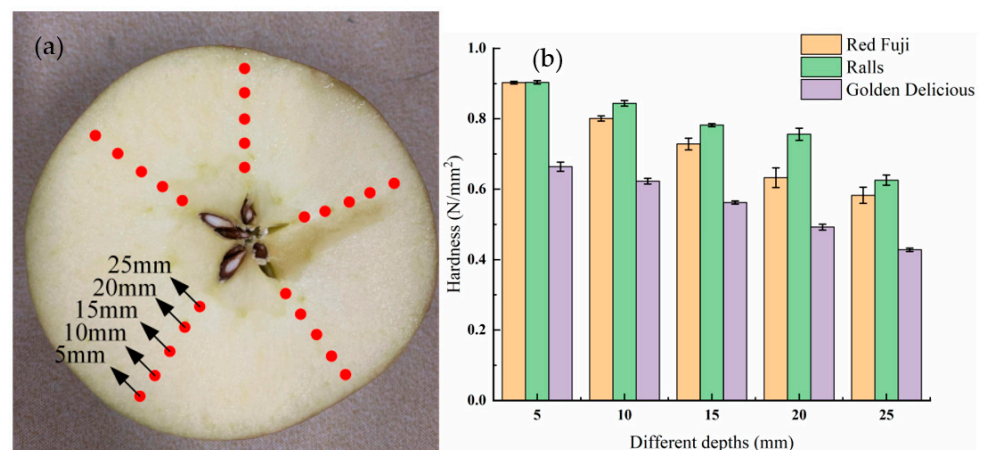 (a)
25mm
20mm
15mm
10mm
5mm
(b)
Red Fuji
Ralls
Golden Delicious
Hardness (N/mm²)
1.0
0.8
0.6
0.4
0.2
0.0
5 10 15 20 25
Different depths (mm)